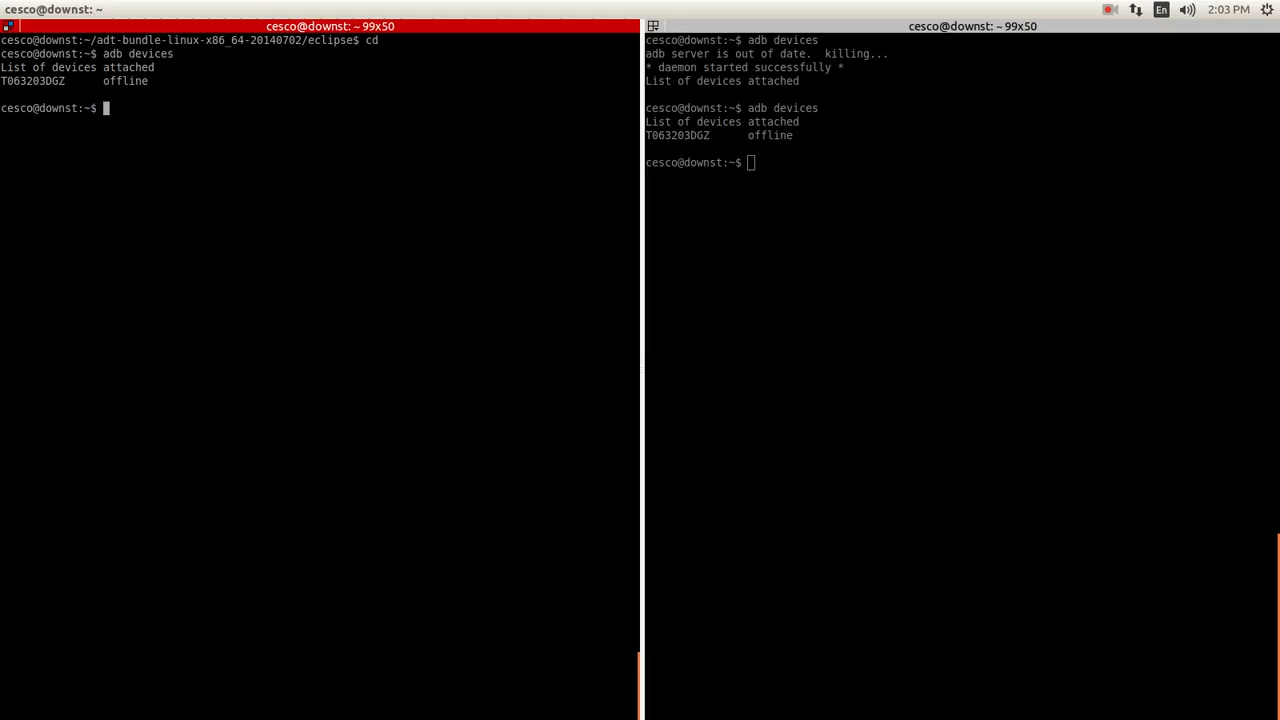 cesco@downst: ~
En
2:03 PM
cesco@downst: ~ 99x50
cesco@downst:~/adt-bundle-linux-x86_64-20140702/eclipse$ cd
cesco@downst:~$ adb devices
List of devices attached
T063203DGZ offline
cesco@downst:~$
cesco@downst: ~ 99x50
cesco@downst:~$ adb devices
adb server is out of date. killing...
* daemon started successfully *
List of devices attached
cesco@downst:~$ adb devices
List of devices attached
T063203DGZ offline
cesco@downst:~$